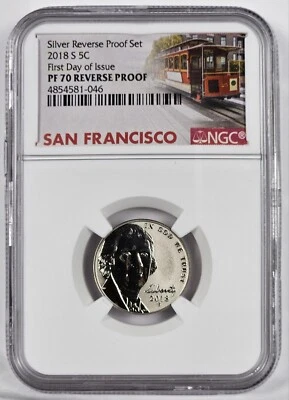 Silver Reverse Proof Set
2018 S 5C
First Day of Issue
PF 70 REVERSE PROOF
4854581-046
SAN FRANCISCO
NGC®
IN GOD WE TRUST
Liberty
2018
S